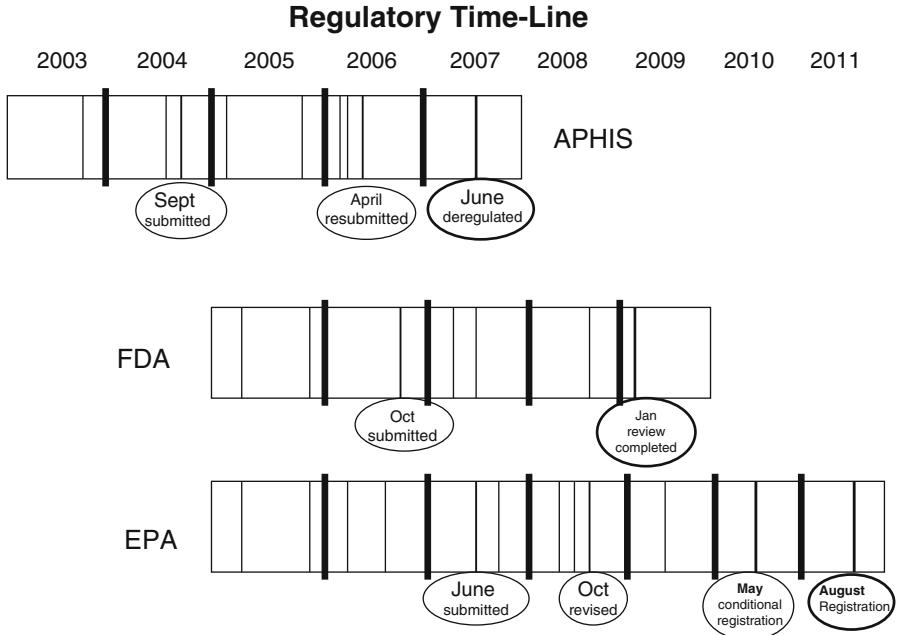 Regulatory Time-Line
2003 2004 2005 2006 2007 2008 2009 2010 2011
APHIS
Sept
submitted
April
resubmitted
June
deregulated
FDA
Oct
submitted
Jan
review
completed
EPA
June
submitted
Oct
revised
May
conditional
registration
August
Registration